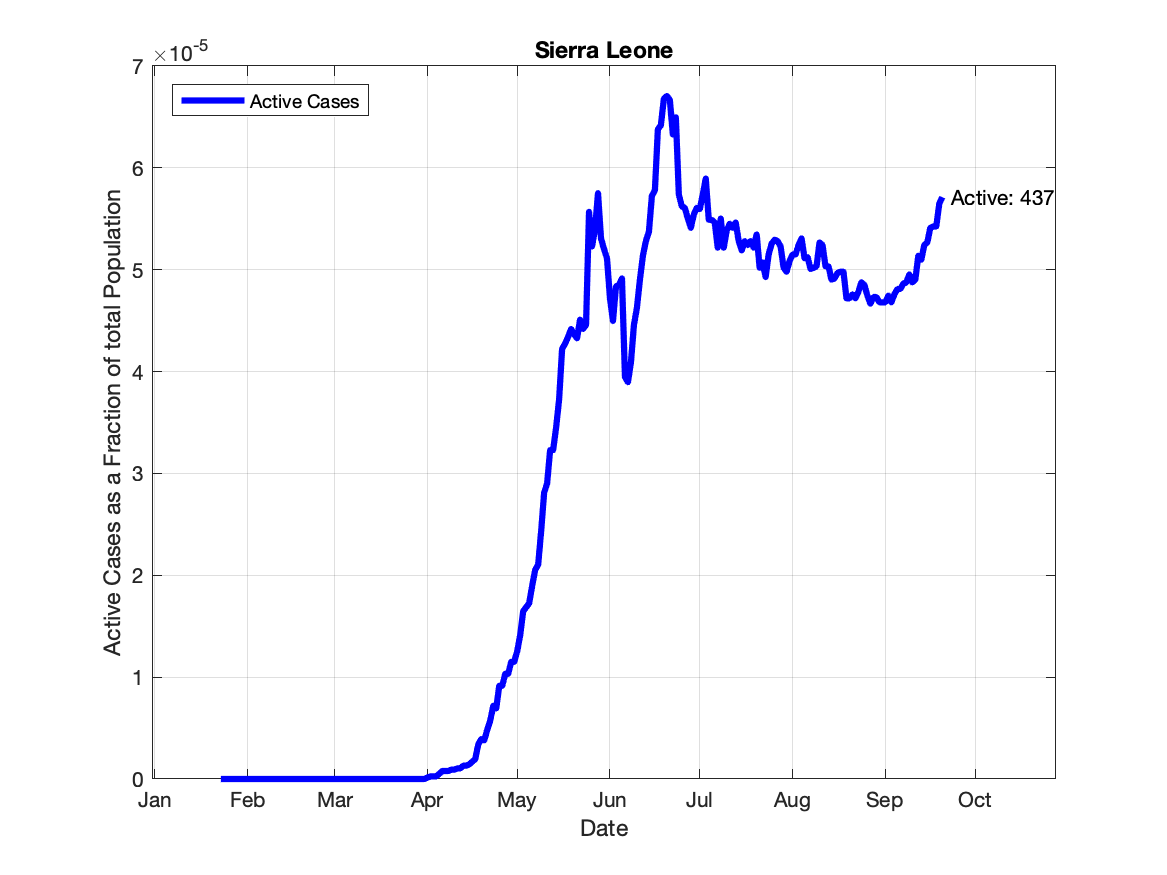 Sierra Leone
×10^-5
Active Cases
7
6
5
4
3
2
1
0
Active Cases as a Fraction of total Population
Active: 437
Jan Feb Mar Apr May Jun Jul Aug Sep Oct
Date